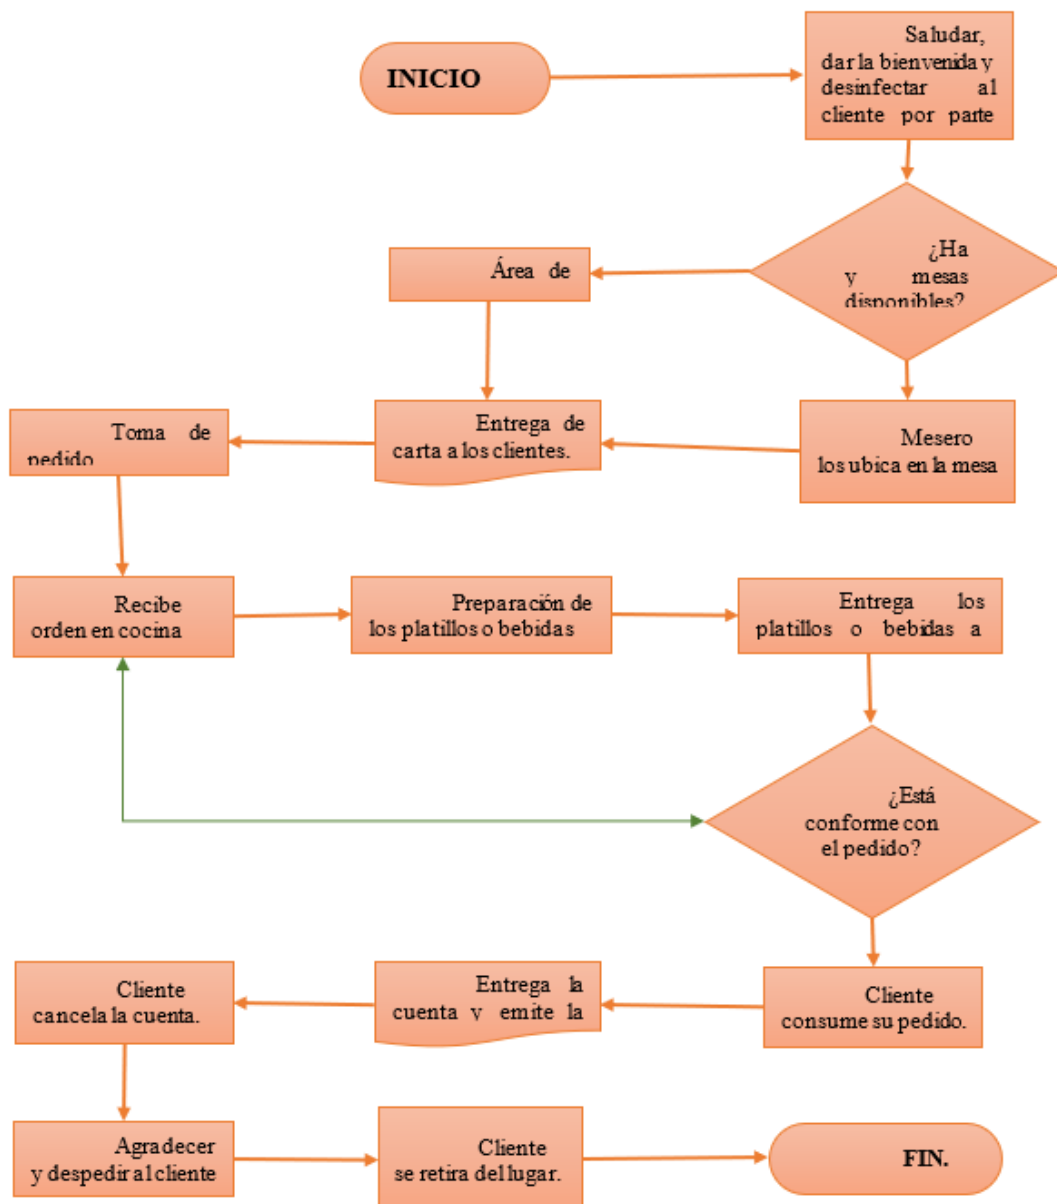 INICIO
Saludar,
dar la bienvenida y
desinfectar al
cliente por parte
¿Ha
y mesas
disponibles?
Área de
Mesero
los ubica en la mesa
Entrega de
carta a los clientes.
Toma de
pedido
Recibe
orden en cocina
Preparación de
los platillos o bebidas
Entrega los
platillos o bebidas a
¿Está
conforme con
el pedido?
Cliente
consume su pedido.
Entrega la
cuenta y emite la
Cliente
cancela la cuenta.
Agradecer
y despedir al cliente
Cliente
se retira del lugar.
FIN.